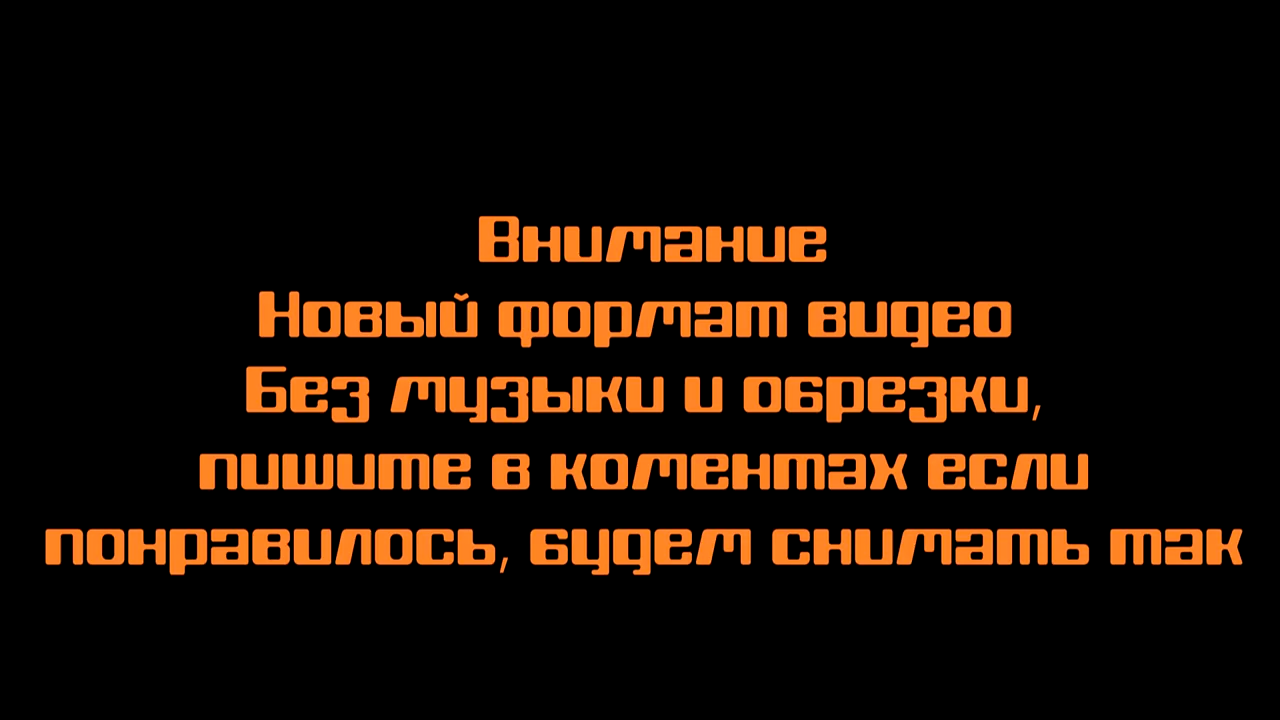 Внимание
Новый формат видео
Без музыки и обрезки,
пишите в коментах если
понравилось, будем снимать так